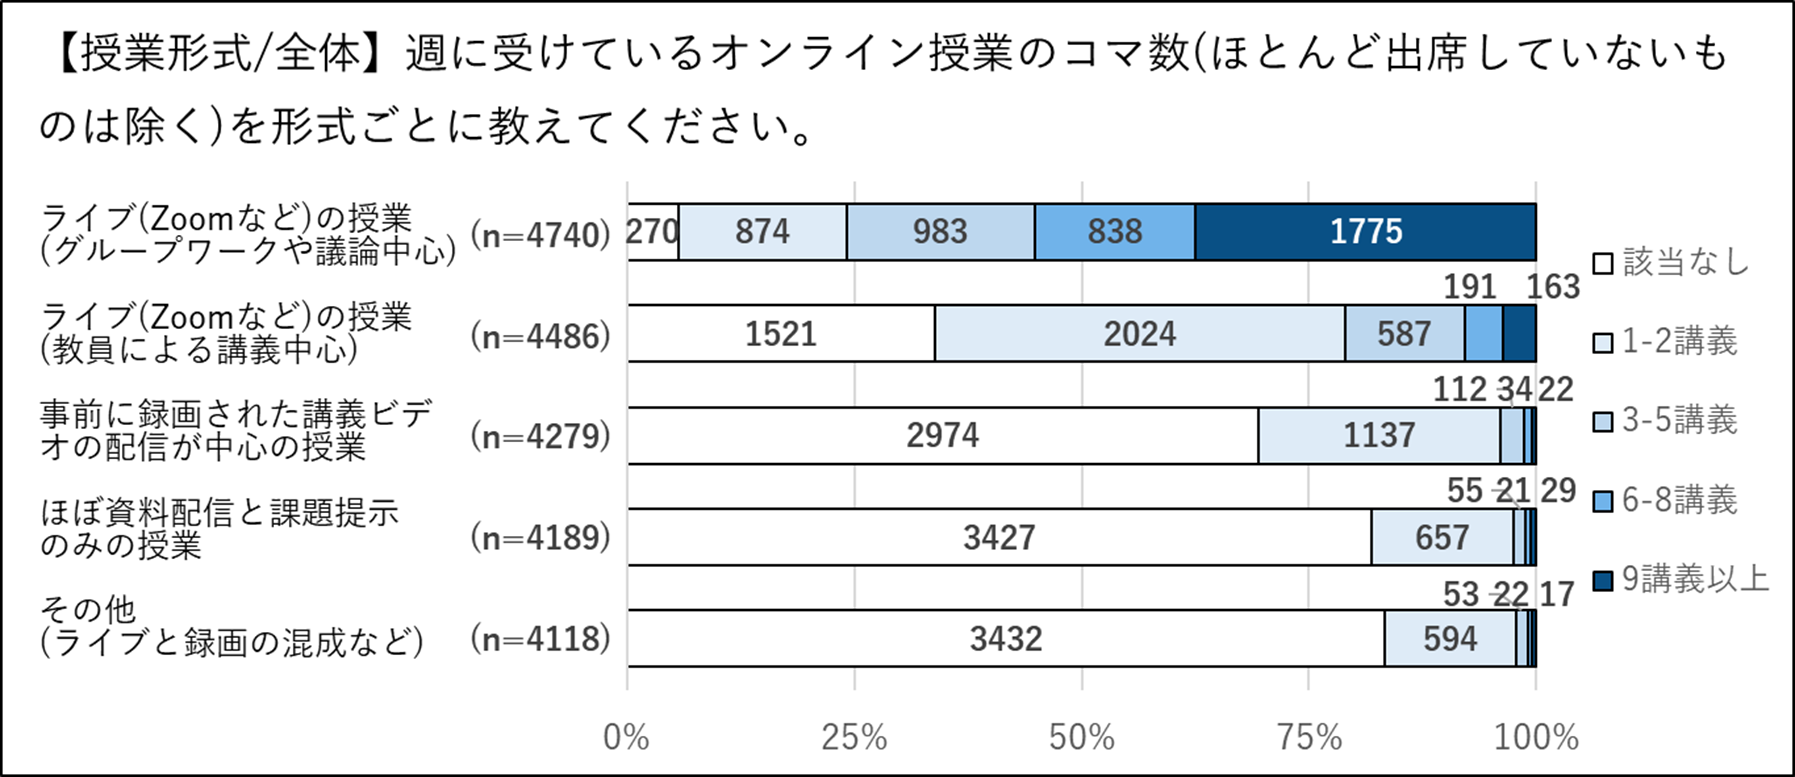 【授業形式/全体】週に受けているオンライン授業のコマ数(ほとんど出席していないも
のは除く)を形式ごとに教えてください。
ライブ(Zoomなど)の授業
(グループワークや議論中心)
(n=4740)
270
874
983
838
1775
ライブ(Zoomなど)の授業
(教員による講義中心)
(n=4486)
1521
2024
587
191
163
事前に録画された講義ビデ
オの配信が中心の授業
(n=4279)
2974
1137
112
34
22
ほぼ資料配信と課題提示
のみの授業
(n=4189)
3427
657
55
21
29
その他
(ライブと録画の混成など)
(n=4118)
3432
594
53
22
17
0%
25%
50%
75%
100%
該当なし
1-2講義
3-5講義
6-8講義
9講義以上